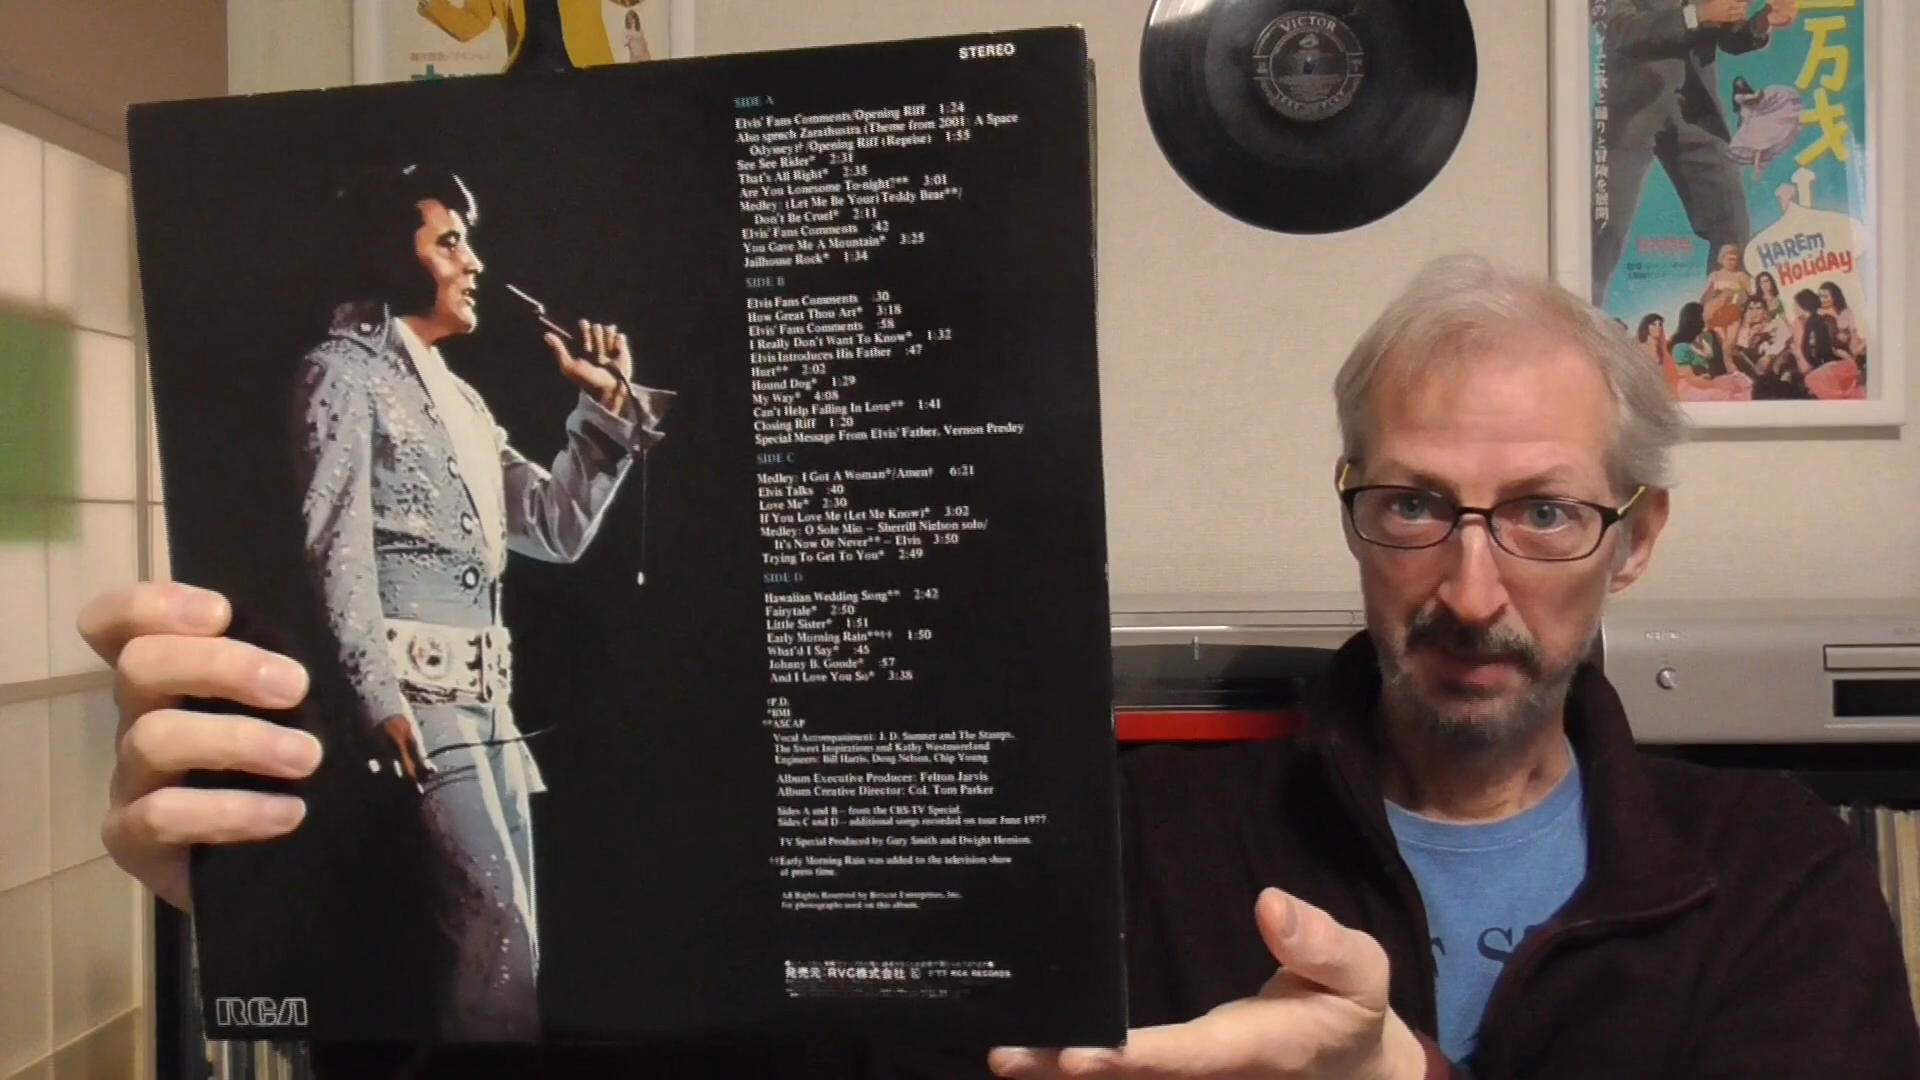 STEREO
SIDE A
Elvis' Fans Comments/Opening Riff 1:24
Also sprech Zarathustra (Theme from 2001: A Space
Odyssey)† /Opening Riff (Reprise) 1:55
See See Rider* 2:31
That's All Right* 2:35
Are You Lonesome To-night?** 3:01
Medley: (Let Me Be Your) Teddy Bear**/
Don't Be Cruel* 2:11
Elvis' Fans Comments :42
You Gave Me A Mountain* 3:25
Jailhouse Rock* 1:34
SIDE B
Elvis Fans Comments :30
How Great Thou Art* 3:18
Elvis' Fans Comments :58
I Really Don't Want To Know* 1:32
Elvis Introduces His Father :47
Hurt** 2:02
Hound Dog* 1:29
My Way* 4:08
Can't Help Falling In Love** 1:41
Closing Riff 1:20
Special Message From Elvis' Father, Vernon Presley
SIDE C
Medley: I Got A Woman*/Amen† 6:21
Elvis Talks :40
Love Me* 2:30
If You Love Me (Let Me Know)* 3:02
Medley: O Sole Mio – Sherrill Nielson solo/
It's Now Or Never** – Elvis 3:50
Trying To Get To You* 2:49
SIDE D
Hawaiian Wedding Song** 2:42
Fairytale* 2:50
Little Sister* 1:51
Early Morning Rain**†† 1:50
What'd I Say* :45
Johnny B. Goode* :57
And I Love You So* 3:38
†P.D.
*BMI
**ASCAP
Vocal Accompaniment: J. D. Sumner and The Stamps,
The Sweet Inspirations and Kathy Westmoreland
Engineers: Bill Harris, Doug Nelson, Chip Young
Album Executive Producer: Felton Jarvis
Album Creative Director: Col. Tom Parker
Sides A and B – from the CBS-TV Special.
Sides C and D – additional songs recorded on tour June 1977.
TV Special Produced by Gary Smith and Dwight Hemion.
††Early Morning Rain was added to the television show
at press time.
All Rights Reserved by Boxcar Enterprises, Inc.
for photographs used on this album.
発売元:RVC株式会社 RCA RECORDS
RCA
VICTOR
万才
HAREM
HOLIDAY